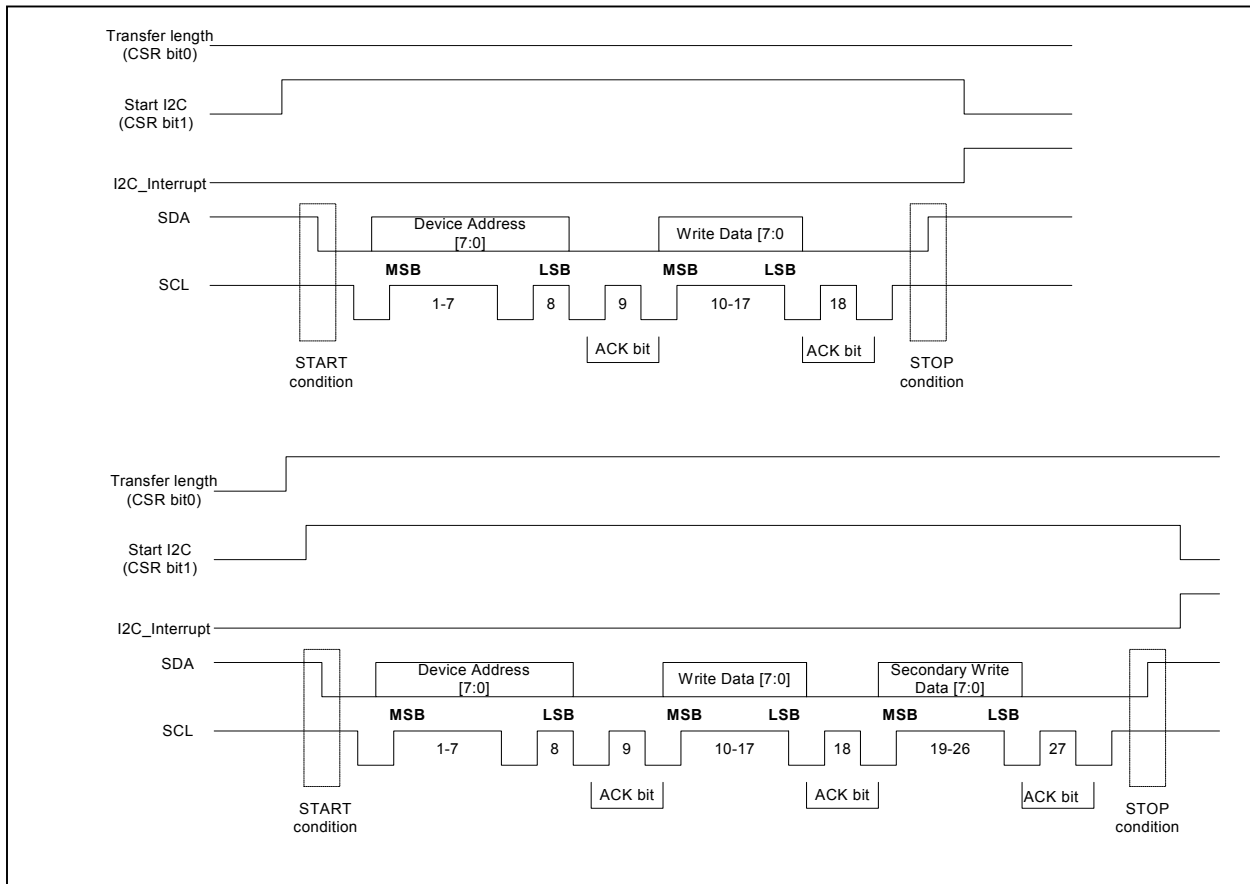 Transfer length
(CSR bit0)
Start I2C
(CSR bit1)
I2C_Interrupt
SDA
Device Address
[7:0]
Write Data [7:0
MSB
LSB
MSB
LSB
SCL
1-7
8
9
10-17
18
ACK bit
ACK bit
START
condition
STOP
condition
Transfer length
(CSR bit0)
Start I2C
(CSR bit1)
I2C_Interrupt
SDA
Device Address
[7:0]
Write Data [7:0]
Secondary Write
Data [7:0]
MSB
LSB
MSB
LSB
MSB
LSB
SCL
1-7
8
9
10-17
18
19-26
27
ACK bit
ACK bit
ACK bit
START
condition
STOP
condition